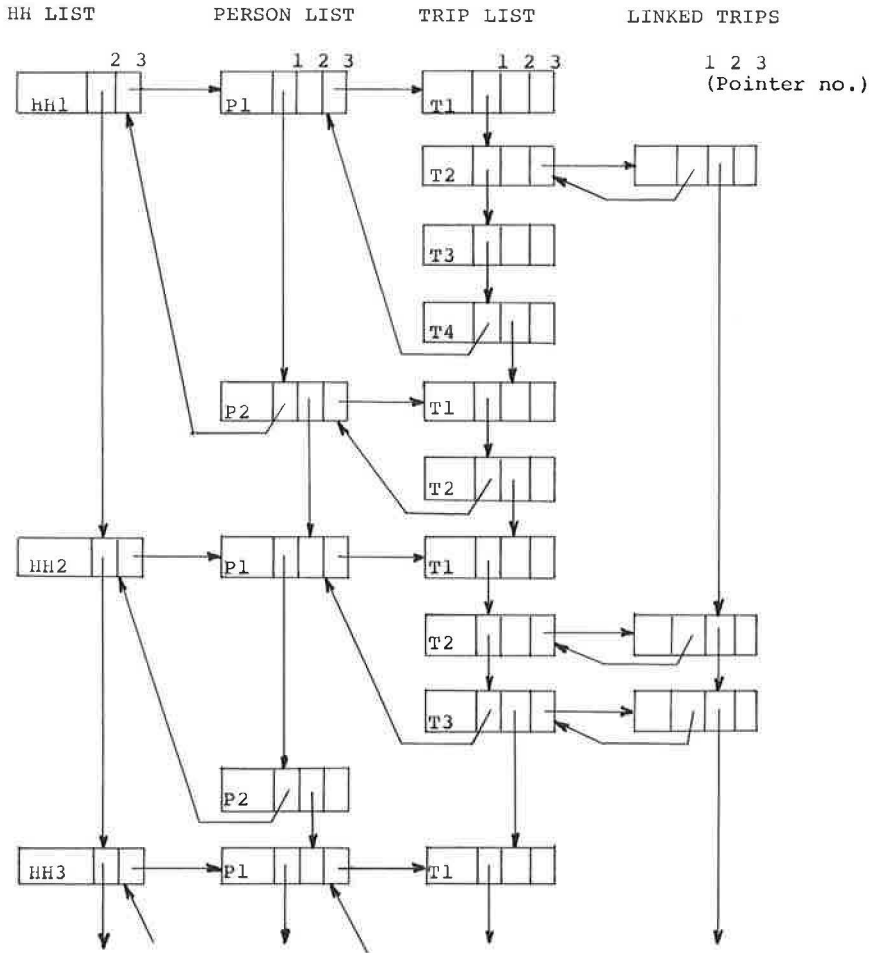 HH LIST PERSON LIST TRIP LIST LINKED TRIPS
2 3 1 2 3 1 2 3 1 2 3
(Pointer no.)
HH1 P1 T1
T2
T3
T4
P2 T1
T2
HH2 P1 T1
T2
T3
P2
HH3 P1 T1